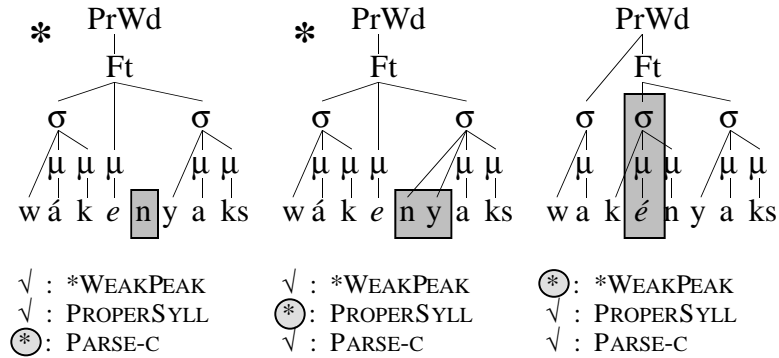 * PrWd * PrWd PrWd
Ft Ft Ft
σ σ σ σ σ σ σ
μ μ μ μ μ μ μ μ μ μ μ μ μ μ μ
w á k e n y a ks w á k e n y a ks w a k é n y a ks
√ : *WEAKPEAK √ : *WEAKPEAK * : *WEAKPEAK
√ : PROPERSYLL * : PROPERSYLL √ : PROPERSYLL
* : PARSE-C √ : PARSE-C √ : PARSE-C